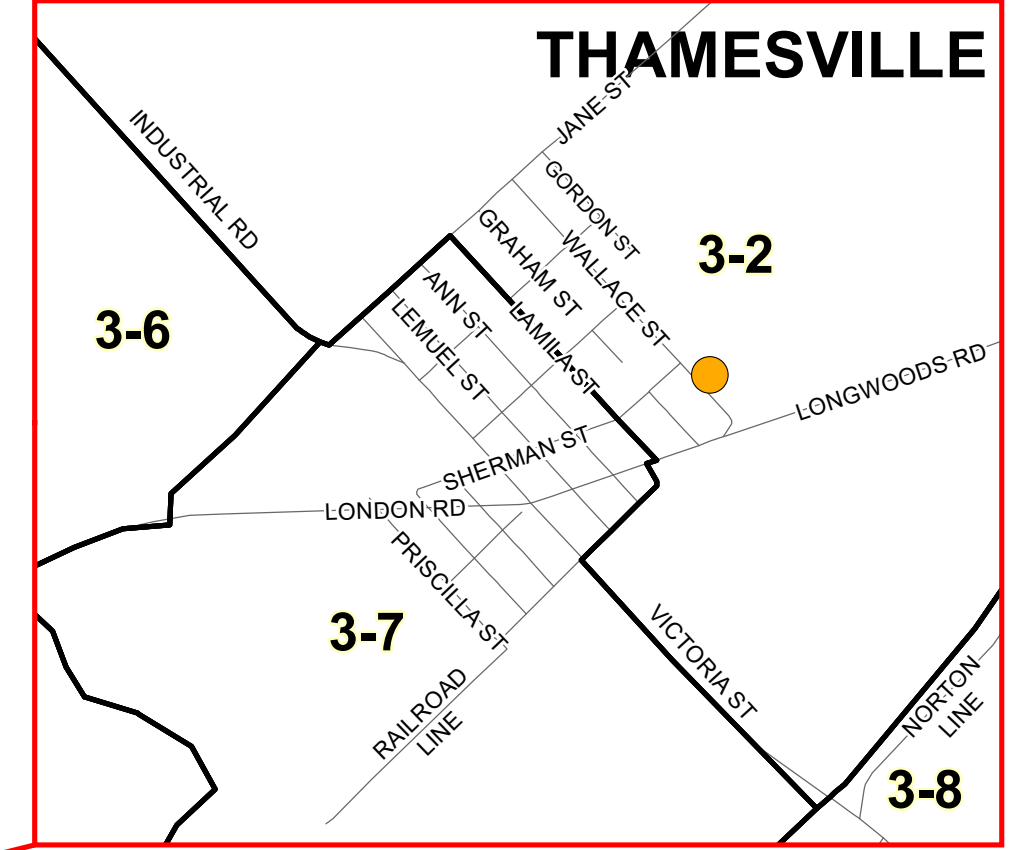 THAMESVILLE
JANE ST
INDUSTRIAL RD
GORDON ST
GRAHAM ST
WALLACE ST
3-2
ANN ST
LEMUEL ST
LAMILA ST
3-6
LONGWOODS RD
SHERMAN ST
LONDON RD
PRISCILLA ST
3-7
VICTORIA ST
RAILROAD
LINE
NORTON
LINE
3-8